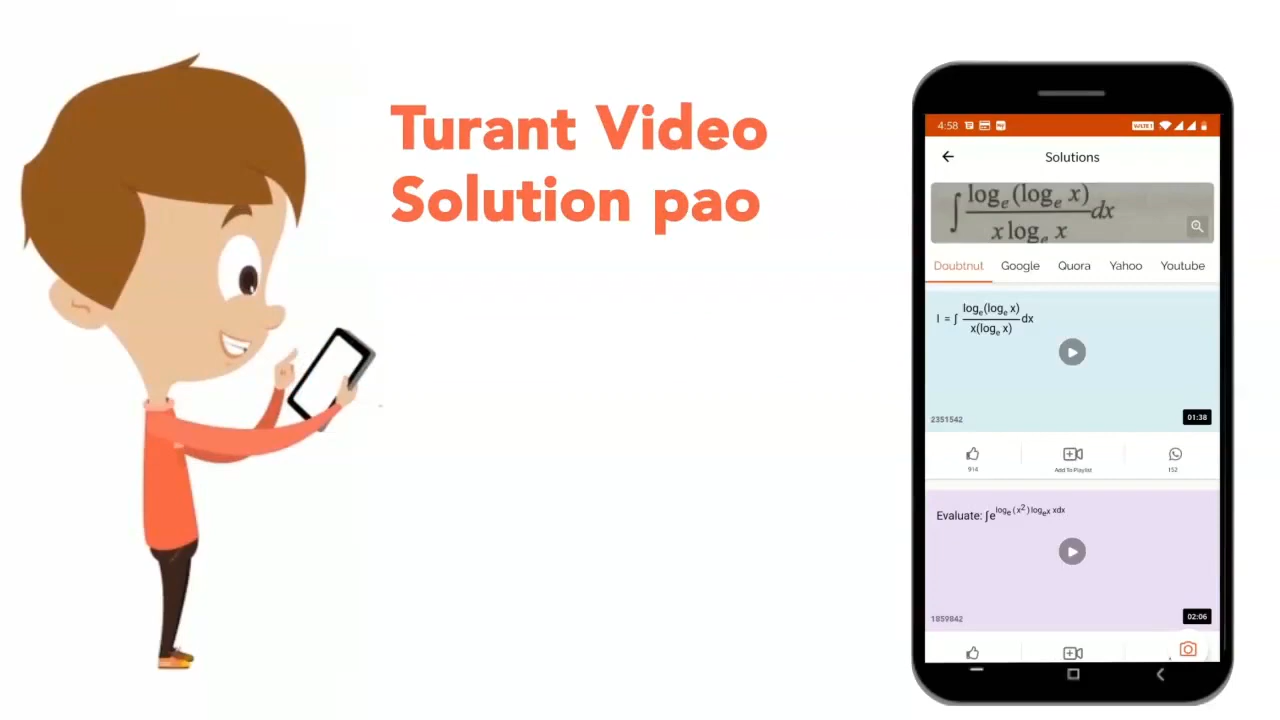 Turant Video
Solution pao
4:58
VoLTE1
Solutions
∫ logₑ (logₑ x) / x logₑ x dx
Doubtnut Google Quora Yahoo Youtube
I = ∫ logₑ(logₑ x) / x(logₑ x) dx
2351542 01:38
914 Add To Playlist 152
Evaluate: ∫e^logₑ (x²) logₑx xdx
1859842 02:06